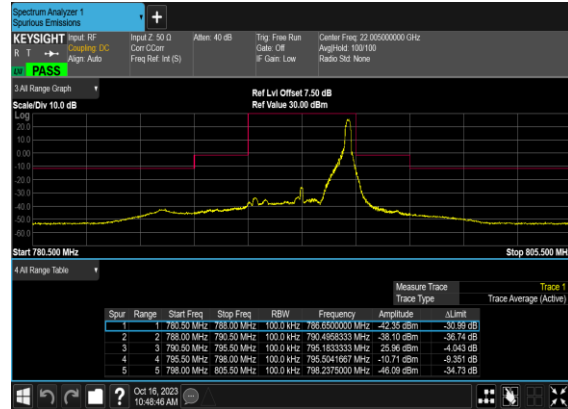 Spectrum Analyzer 1
Spurious Emissions
+
KEYSIGHT Input: RF Input Z: 50 Ω Atten: 40 dB Trig: Free Run Center Freq: 22.005000000 GHz
R T Coupling: DC Corr CCorr Gate: Off Avg|Hold: 100/100
Align: Auto Freq Ref: Int (S) IF Gain: Low Radio Std: None
PASS
3 All Range Graph
Ref Lvl Offset 7.50 dB
Scale/Div 10.0 dB Ref Value 30.00 dBm
Log
20.0
10.0
0.00
-10.0
-20.0
-30.0
-40.0
-50.0
-60.0
Start 780.500 MHz Stop 805.500 MH
4 All Range Table
Measure Trace Trace 1
Trace Type Trace Average (Active)
Spur Range Start Freq Stop Freq RBW Frequency Amplitude ΔLimit
1 1 780.50 MHz 788.00 MHz 100.0 kHz 786.6500000 MHz -42.35 dBm -30.99 dB
2 2 788.00 MHz 790.50 MHz 100.0 kHz 790.4958333 MHz -38.10 dBm -36.74 dB
3 3 790.50 MHz 795.50 MHz 100.0 kHz 795.1833333 MHz 25.96 dBm -4.043 dB
4 4 795.50 MHz 798.00 MHz 100.0 kHz 795.5041667 MHz -10.71 dBm -9.351 dB
5 5 798.00 MHz 805.50 MHz 100.0 kHz 798.2375000 MHz -46.09 dBm -34.73 dB
?
Oct 16, 2023
10:48:46 AM